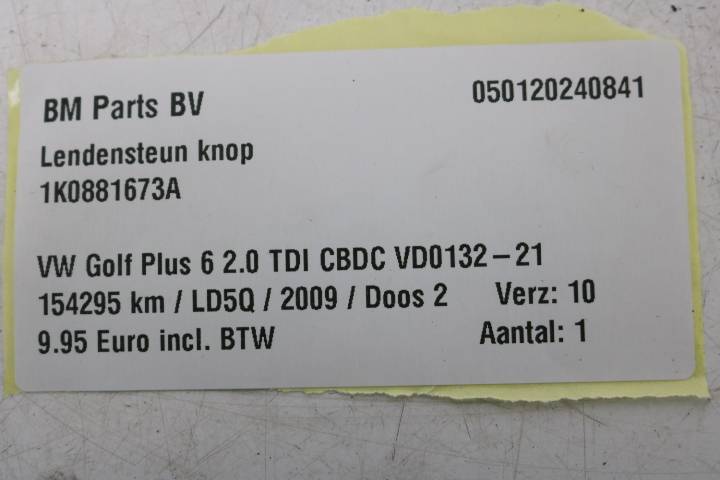 BM Parts BV 050120240841
Lendensteun knop
1K0881673A
VW Golf Plus 6 2.0 TDI CBDC VD0132-21
154295 km / LD5Q / 2009 / Doos 2 Verz: 10
9.95 Euro incl. BTW Aantal: 1